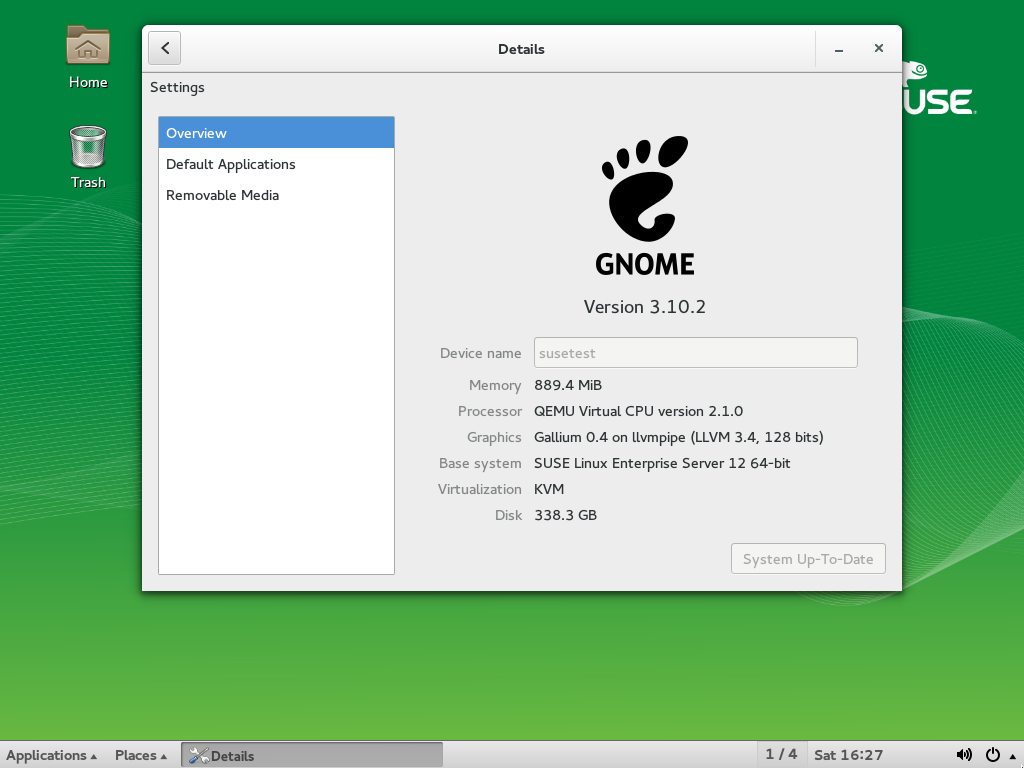 Home
Trash
Details
Settings
Overview
Default Applications
Removable Media
GNOME
Version 3.10.2
Device name susetest
Memory 889.4 MiB
Processor QEMU Virtual CPU version 2.1.0
Graphics Gallium 0.4 on llvmpipe (LLVM 3.4, 128 bits)
Base system SUSE Linux Enterprise Server 12 64-bit
Virtualization KVM
Disk 338.3 GB
System Up-To-Date
USE
Applications Places Details 1 / 4 Sat 16:27